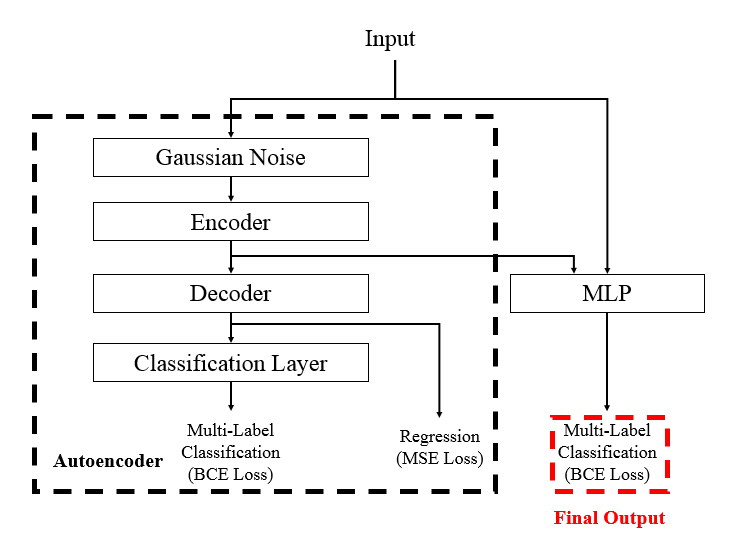 Input
Gaussian Noise
Encoder
Decoder
MLP
Classification Layer
Multi-Label
Classification
(BCE Loss)
Regression
(MSE Loss)
Multi-Label
Classification
(BCE Loss)
Autoencoder
Final Output